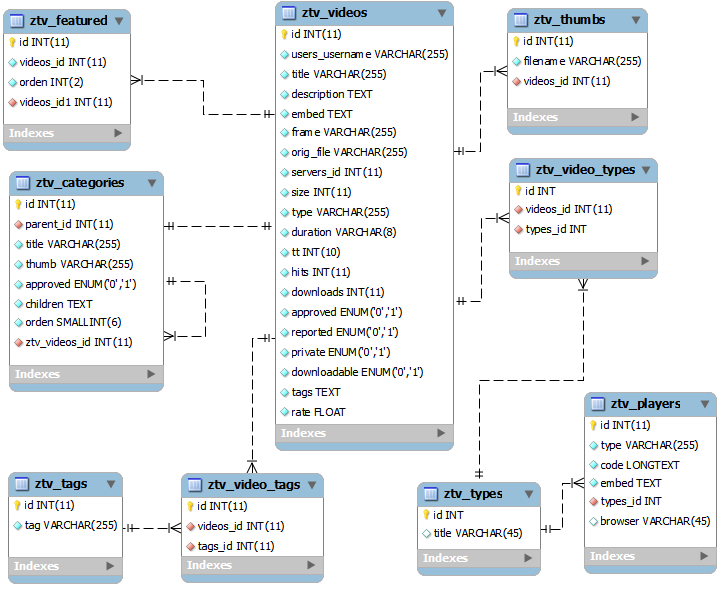 ztv_featured
id INT(11)
videos_id INT(11)
orden INT(2)
videos_id1 INT(11)
Indexes
ztv_videos
id INT(11)
users_username VARCHAR(255)
title VARCHAR(255)
description TEXT
embed TEXT
frame VARCHAR(255)
orig_file VARCHAR(255)
servers_id INT(11)
size INT(11)
type VARCHAR(255)
duration VARCHAR(8)
tt INT(10)
hits INT(11)
downloads INT(11)
approved ENUM('0','1')
reported ENUM('0','1')
private ENUM('0','1')
downloadable ENUM('0','1')
tags TEXT
rate FLOAT
Indexes
ztv_thumbs
id INT(11)
filename VARCHAR(255)
videos_id INT(11)
Indexes
ztv_categories
id INT(11)
parent_id INT(11)
title VARCHAR(255)
thumb VARCHAR(255)
approved ENUM('0','1')
children TEXT
orden SMALLINT(6)
ztv_videos_id INT(11)
Indexes
ztv_video_types
id INT
videos_id INT(11)
types_id INT
Indexes
ztv_tags
id INT(11)
tag VARCHAR(255)
Indexes
ztv_video_tags
id INT(11)
videos_id INT(11)
tags_id INT(11)
Indexes
ztv_types
id INT
title VARCHAR(45)
Indexes
ztv_players
id INT(11)
type VARCHAR(255)
code LONGTEXT
embed TEXT
types_id INT
browser VARCHAR(45)
Indexes